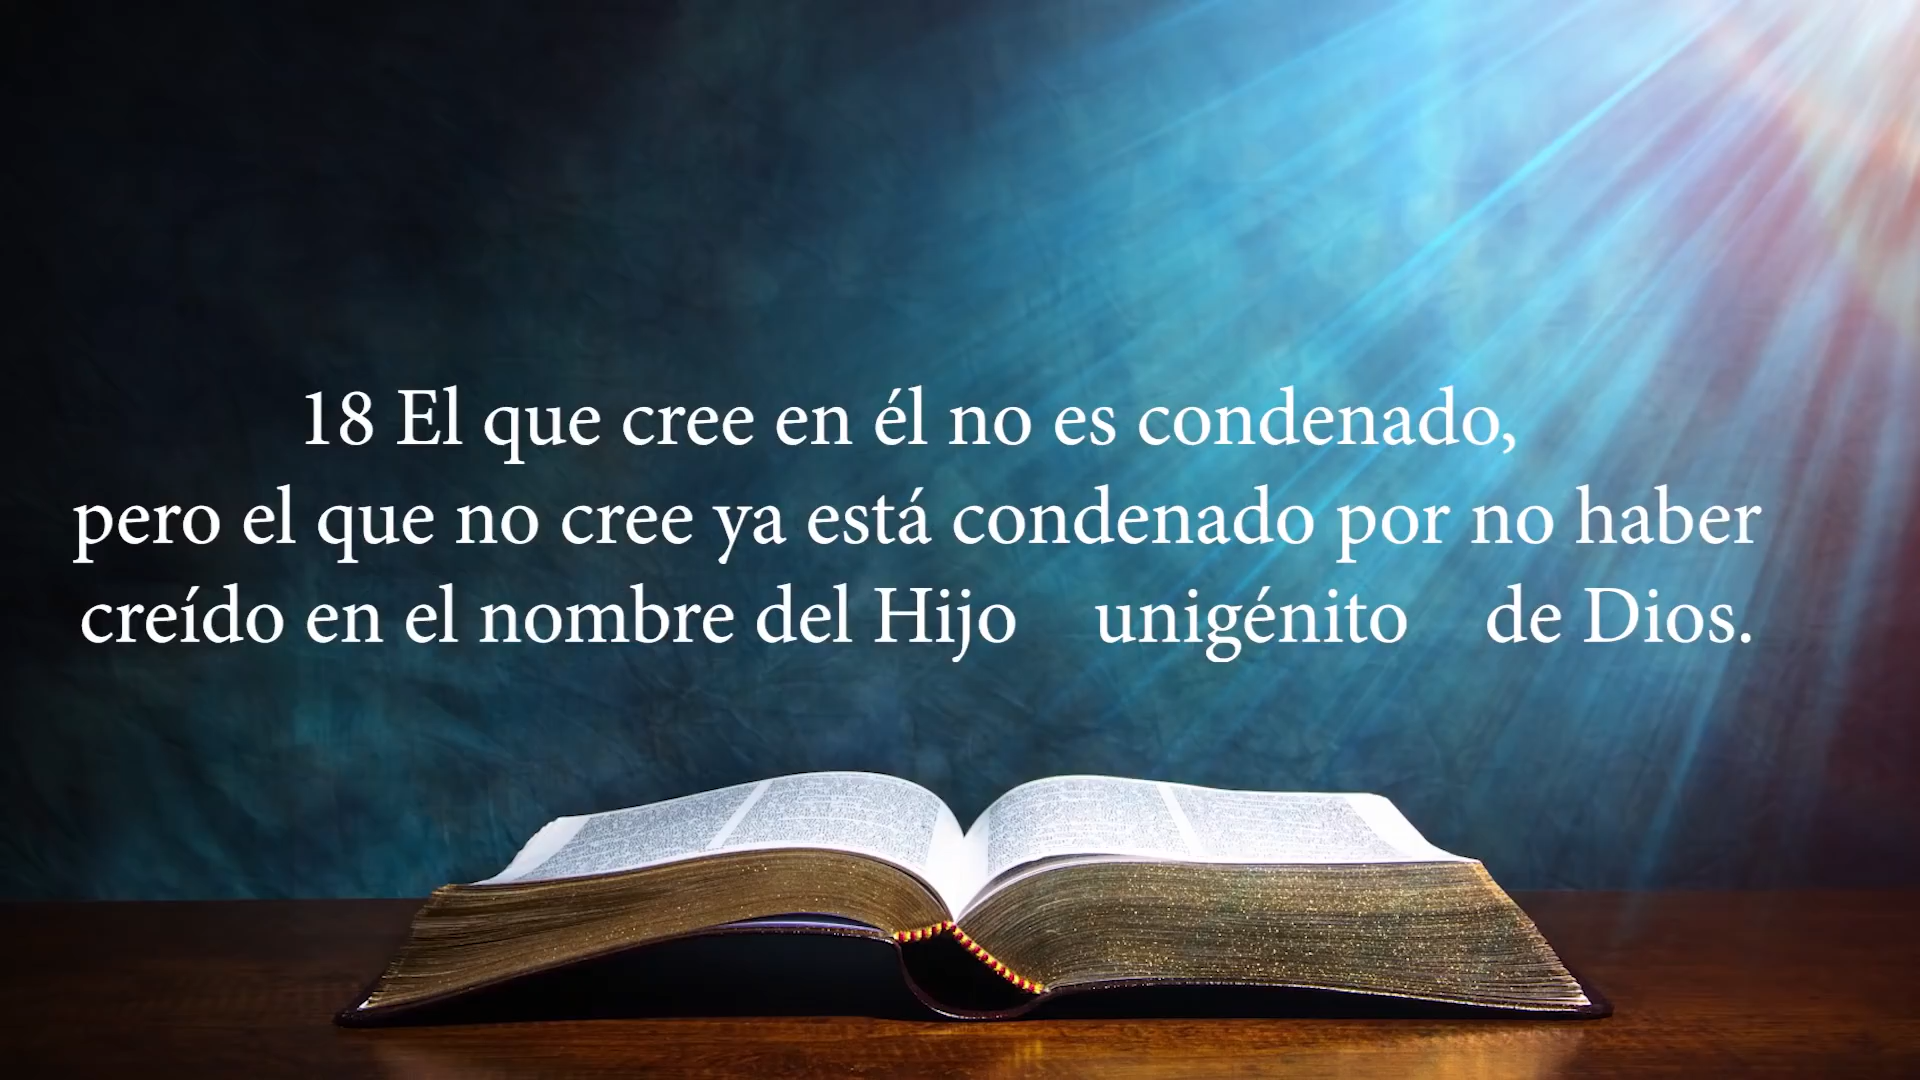 18 El que cree en él no es condenado,
pero el que no cree ya está condenado por no haber
creído en el nombre del Hijo unigénito de Dios.